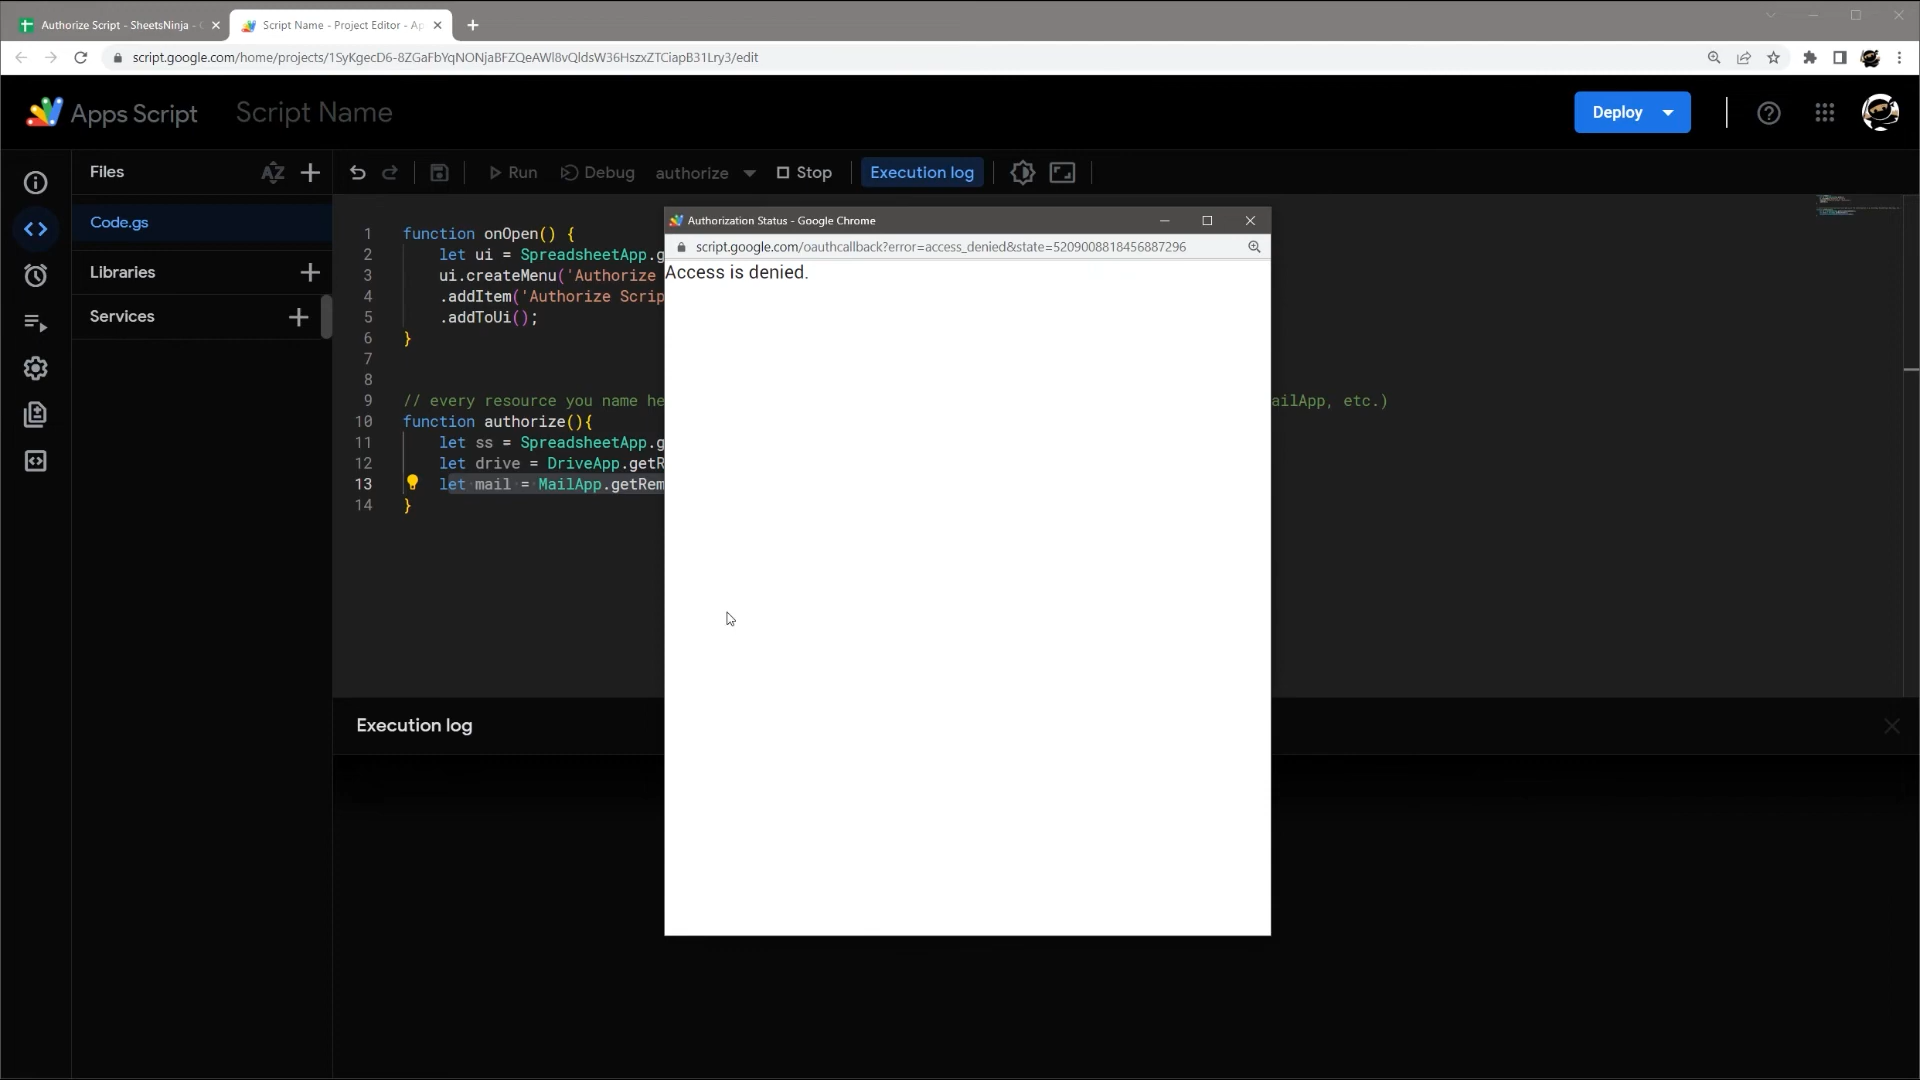 Authorize Script - SheetsNinja -
Script Name - Project Editor - Ap
script.google.com/home/projects/1SyKgecD6-8ZGaFbYqNONjaBFZQeAWl8vQldsW36HszxZTCiapB31Lry3/edit
Apps Script Script Name
Deploy
Files
Run Debug authorize Stop Execution log
Code.gs
Libraries
Services
1 function onOpen() {
2 let ui = SpreadsheetApp.g
3 ui.createMenu('Authorize
4 .addItem('Authorize Scrip
5 .addToUi();
6 }
7
8
9 // every resource you name he ailApp, etc.)
10 function authorize(){
11 let ss = SpreadsheetApp.g
12 let drive = DriveApp.getR
13 let mail = MailApp.getRem
14 }
Authorization Status - Google Chrome
script.google.com/oauthcallback?error=access_denied&state=5209008818456887296
Access is denied.
Execution log